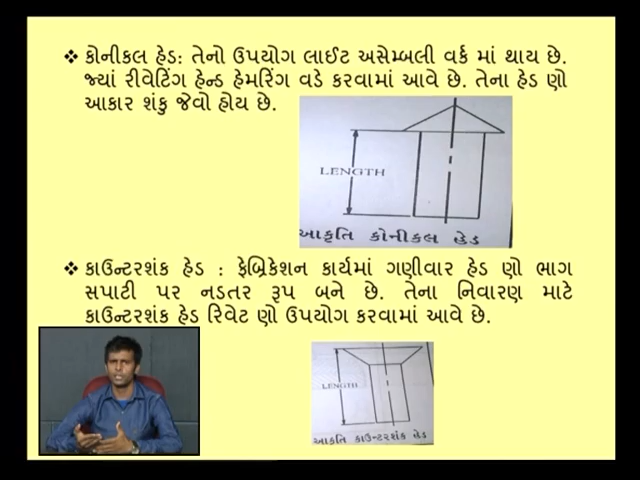 ❖ કોનીકલ હેડ: તેનો ઉપયોગ લાઈટ અસેમ્બલી વર્ક માં થાય છે.
જ્યાં રીવેટિંગ હેન્ડ હેમરિંગ વડે કરવામાં આવે છે. તેના હેડ ણો
આકાર શંકુ જેવો હોય છે.
LENGTH
આકૃતિ કોનીકલ હેડ
❖ કાઉન્ટરશંક હેડ : ફેબ્રિકેશન કાર્યમાં ગણીવાર હેડ ણો ભાગ
સપાટી પર નડતર રૂપ બને છે. તેના નિવારણ માટે
કાઉન્ટરશંક હેડ રિવેટ ણો ઉપયોગ કરવામાં આવે છે.
LENGTH
આકૃતિ કાઉન્ટરશંક હેડ